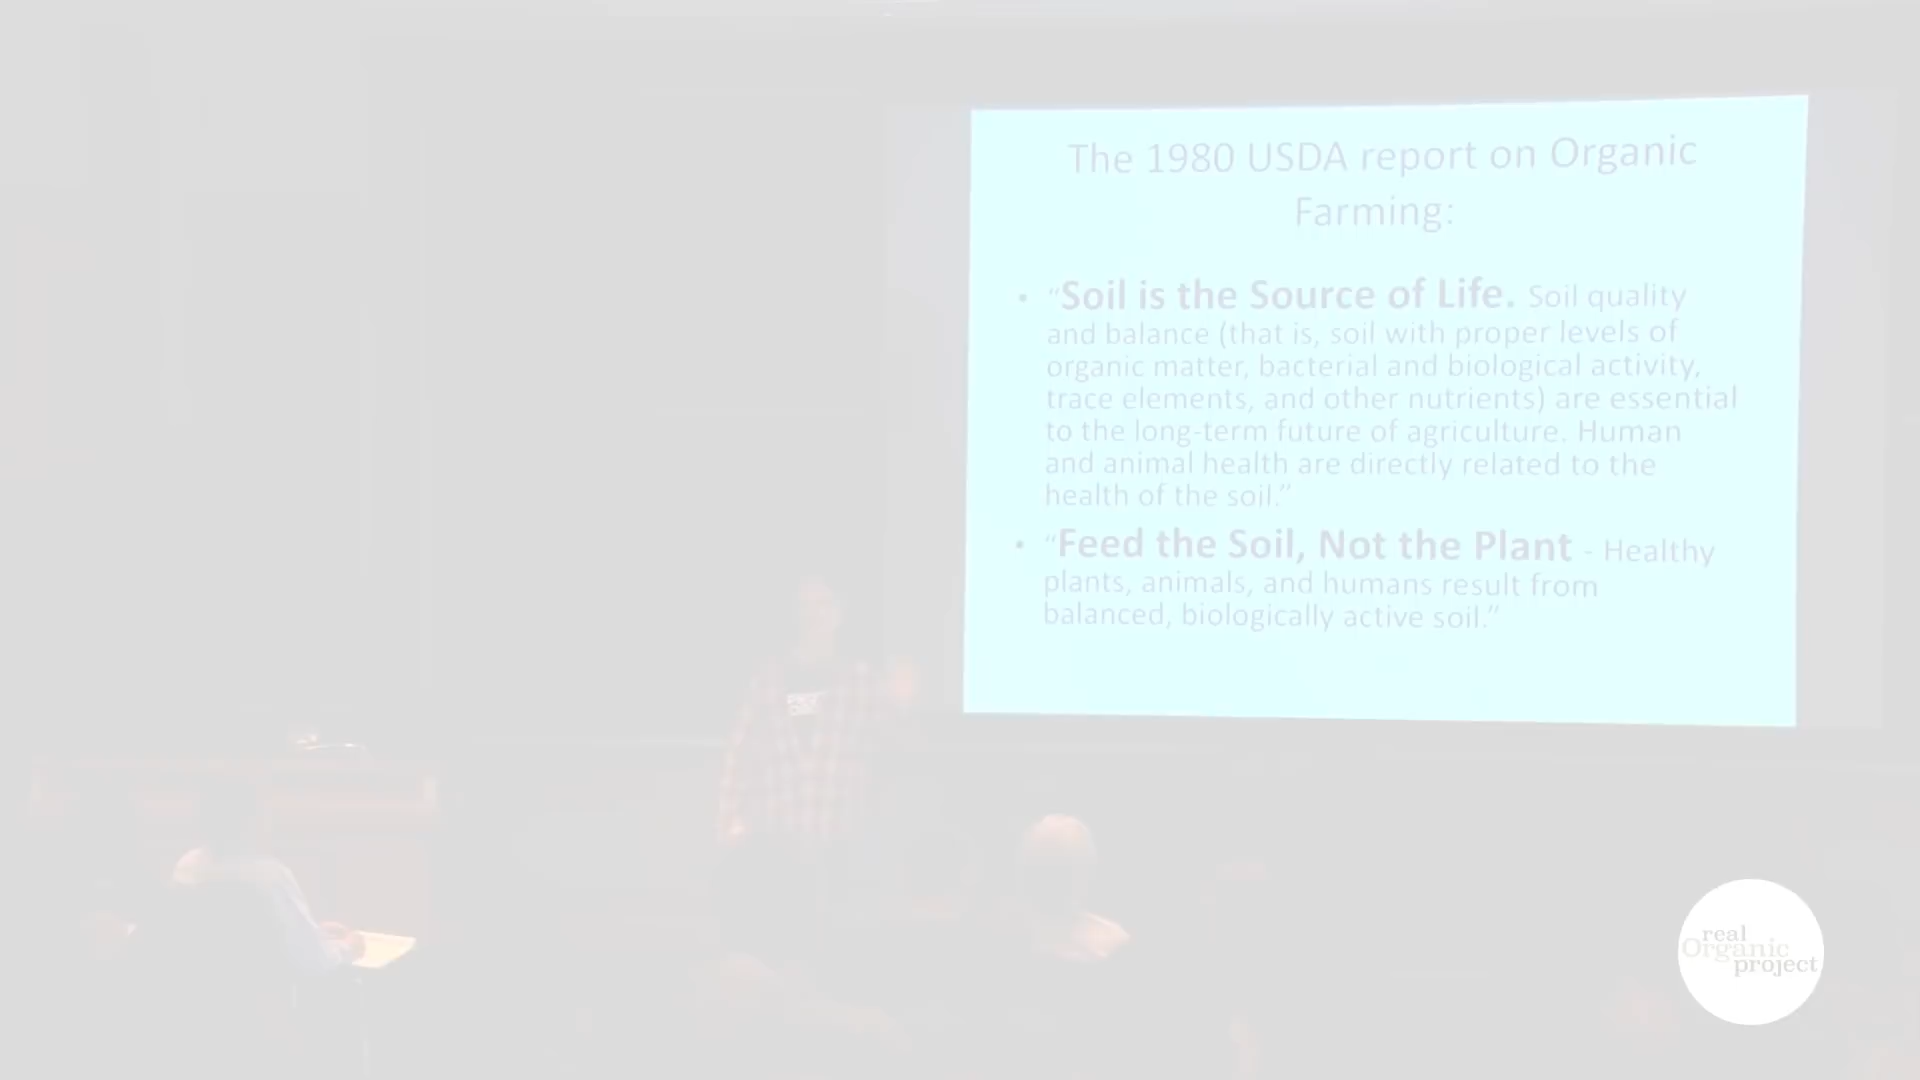 The 1980 USDA report on Organic
Farming:
• “Soil is the Source of Life. Soil quality
and balance (that is, soil with proper levels of
organic matter, bacterial and biological activity,
trace elements, and other nutrients) are essential
to the long-term future of agriculture. Human
and animal health are directly related to the
health of the soil.”
• “Feed the Soil, Not the Plant - Healthy
plants, animals, and humans result from
balanced, biologically active soil.”
real
Organic
project